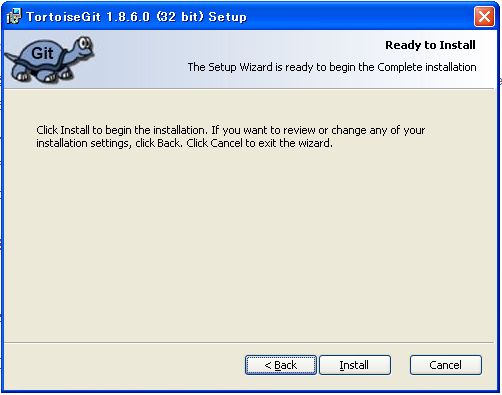 TortoiseGit 1.8.6.0 (32 bit) Setup
Git
Ready to Install
The Setup Wizard is ready to begin the Complete installation
Click Install to begin the installation. If you want to review or change any of your
installation settings, click Back. Click Cancel to exit the wizard.
< Back
Install
Cancel